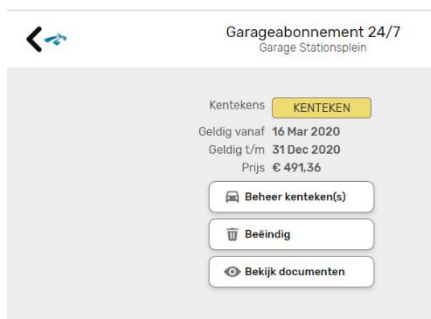 Garageabonnement 24/7
Garage Stationsplein
Kentekens KENTEKEN
Geldig vanaf 16 Mar 2020
Geldig t/m 31 Dec 2020
Prijs € 491,36
Beheer kenteken(s)
Beëindig
Bekijk documenten